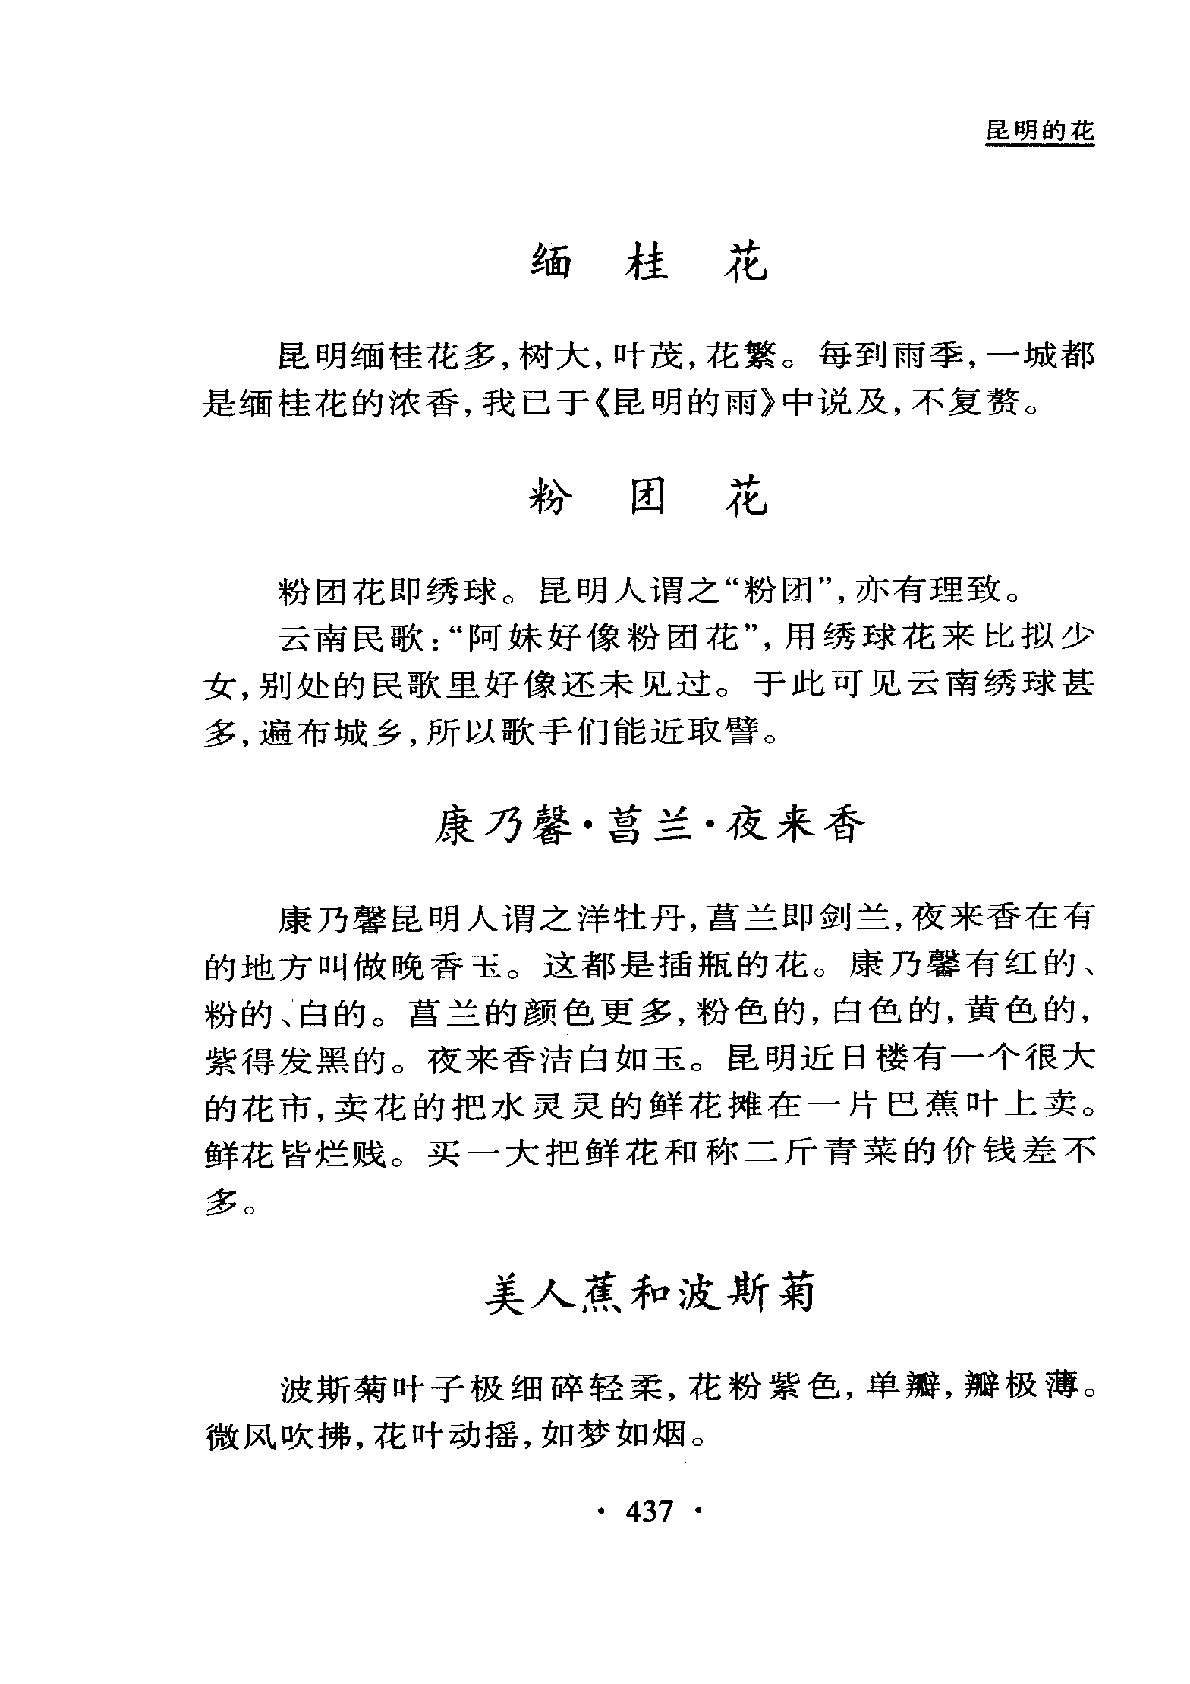 昆明的花
缅 桂 花
昆明缅桂花多,树大,叶茂,花繁。每到雨季,一城都
是缅桂花的浓香,我已于《昆明的雨》中说及,不复赘。
粉 团 花
粉团花即绣球。昆明人谓之“粉团”,亦有理致。
云南民歌:“阿妹好像粉团花”,用绣球花来比拟少
女,别处的民歌里好像还未见过。于此可见云南绣球甚
多,遍布城乡,所以歌手们能近取譬。
康乃馨·菖兰·夜来香
康乃馨昆明人谓之洋牡丹,菖兰即剑兰,夜来香在有
的地方叫做晚香玉。这都是插瓶的花。康乃馨有红的、
粉的、白的。菖兰的颜色更多,粉色的,白色的,黄色的,
紫得发黑的。夜来香洁白如玉。昆明近日楼有一个很大
的花市,卖花的把水灵灵的鲜花摊在一片巴蕉叶上卖。
鲜花皆烂贱。买一大把鲜花和称二斤青菜的价钱差不
多。
美人蕉和波斯菊
波斯菊叶子极细碎轻柔,花粉紫色,单瓣,瓣极薄。
微风吹拂,花叶动摇,如梦如烟。
· 437 ·